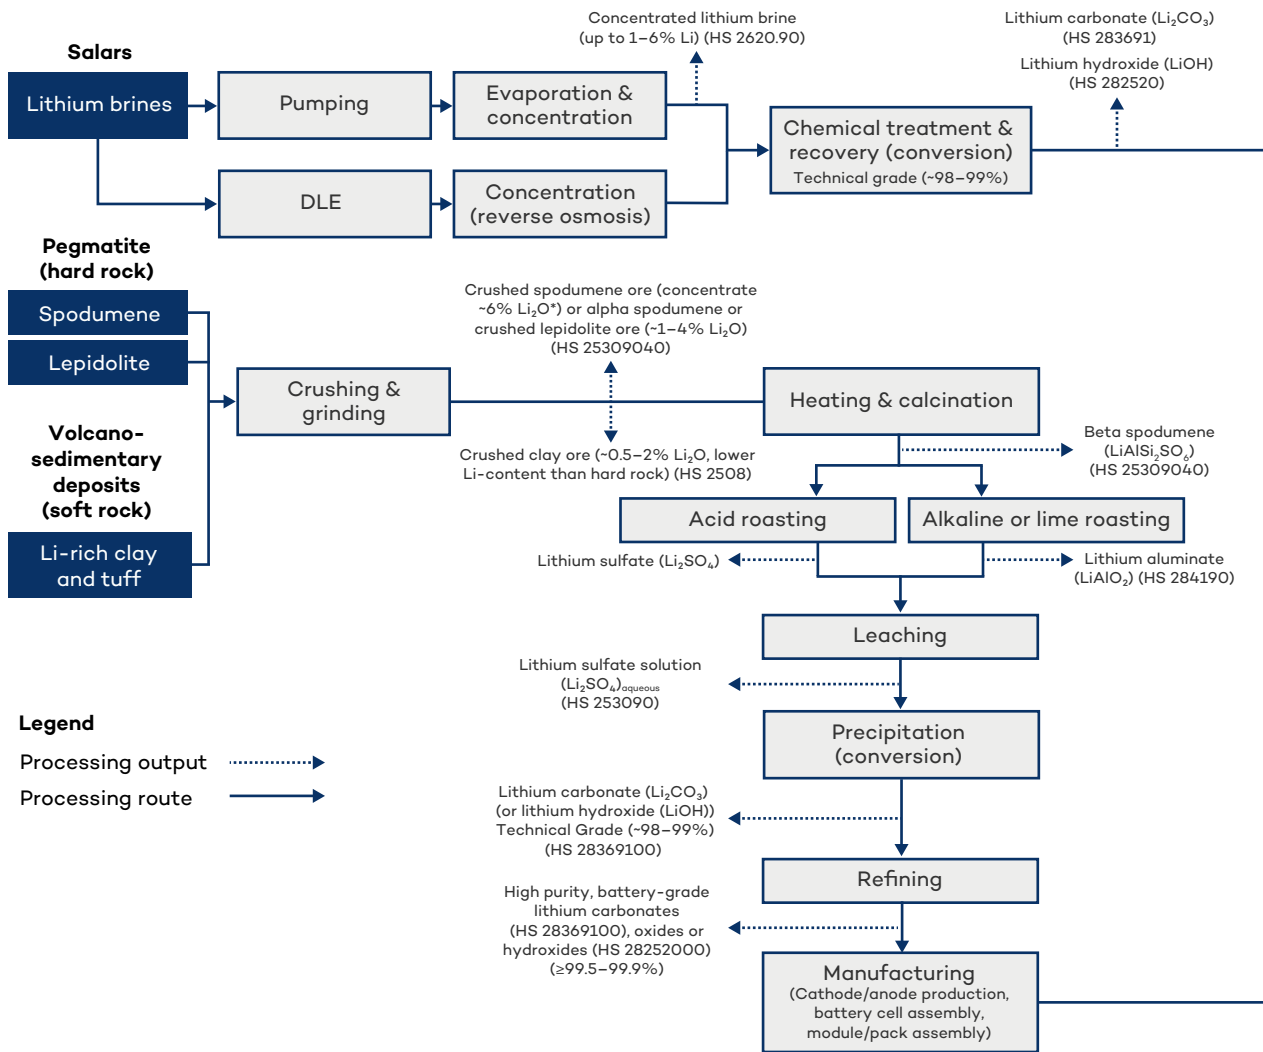 Concentrated lithium brine
(up to 1–6% Li) (HS 2620.90)
Lithium carbonate (Li₂CO₃)
(HS 283691)
Lithium hydroxide (LiOH)
(HS 282520)
Salars
Lithium brines
Pumping
Evaporation &
concentration
Chemical treatment &
recovery (conversion)
Technical grade (~98–99%)
DLE
Concentration
(reverse osmosis)
Pegmatite
(hard rock)
Spodumene
Lepidolite
Crushed spodumene ore (concentrate
~6% Li₂O*) or alpha spodumene or
crushed lepidolite ore (~1–4% Li₂O)
(HS 25309040)
Crushing &
grinding
Heating & calcination
Volcano-
sedimentary
deposits
(soft rock)
Li-rich clay
and tuff
Crushed clay ore (~0.5–2% Li₂O, lower
Li-content than hard rock) (HS 2508)
Beta spodumene
(LiAlSi₂SO₆)
(HS 25309040)
Acid roasting
Alkaline or lime roasting
Lithium sulfate (Li₂SO₄)
Lithium aluminate
(LiAlO₂) (HS 284190)
Leaching
Lithium sulfate solution
(Li₂SO₄)aqueous
(HS 253090)
Precipitation
(conversion)
Legend
Processing output
Processing route
Lithium carbonate (Li₂CO₃)
(or lithium hydroxide (LiOH))
Technical Grade (~98–99%)
(HS 28369100)
Refining
High purity, battery-grade
lithium carbonates
(HS 28369100), oxides or
hydroxides (HS 28252000)
(≥99.5–99.9%)
Manufacturing
(Cathode/anode production,
battery cell assembly,
module/pack assembly)